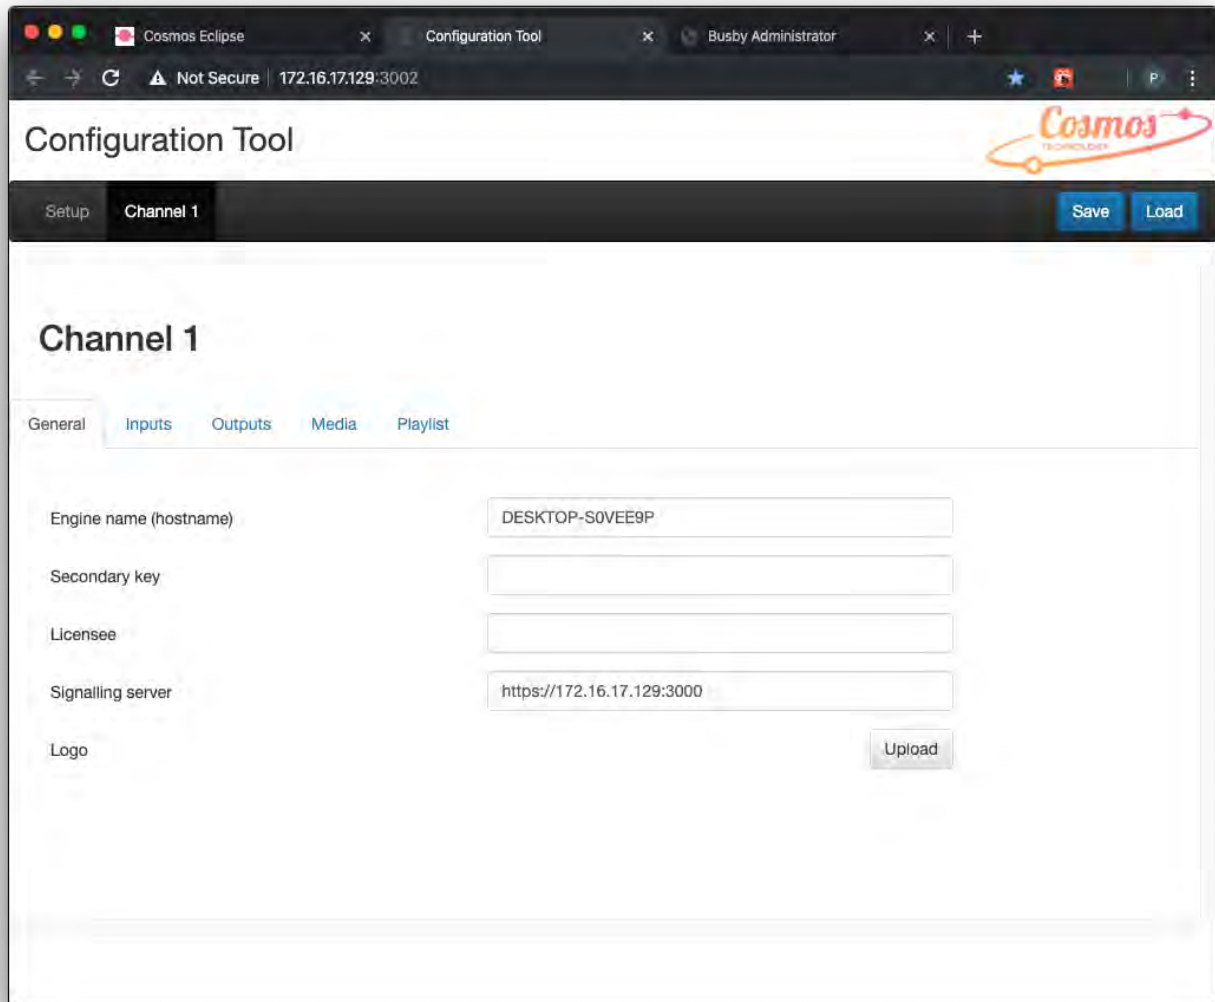 Cosmos Eclipse
Configuration Tool
Busby Administrator
Not Secure 172.16.17.129:3002
P
Configuration Tool
Cosmos
TECHNOLOGY
Setup Channel 1 Save Load
Channel 1
General Inputs Outputs Media Playlist
Engine name (hostname) DESKTOP-S0VEE9P
Secondary key
Licensee
Signalling server https://172.16.17.129:3000
Logo Upload